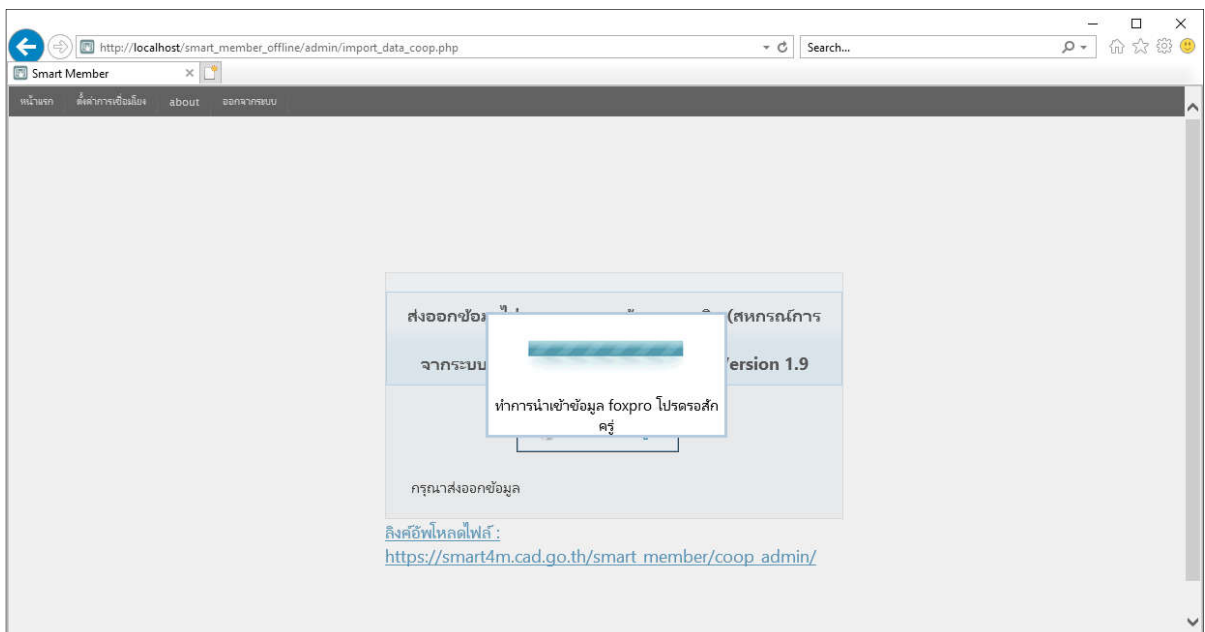 http://localhost/smart_member_offline/admin/import_data_coop.php
Search...
Smart Member
หน้าแรก ตั้งค่าการเชื่อมโยง about ออกจากระบบ
ส่งออกข้อมู (สหกรณ์การ
จากระบบ ersion 1.9
ทำการนำเข้าข้อมูล foxpro โปรดรอสัก
ครู่
กรุณาส่งออกข้อมูล
ลิงค์อัพโหลดไฟล์ :
https://smart4m.cad.go.th/smart_member/coop_admin/